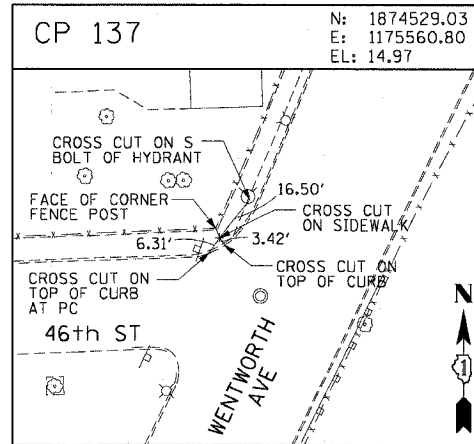 CP 137
N: 1874529.03
E: 1175560.80
EL: 14.97
CROSS CUT ON S
BOLT OF HYDRANT
16.50'
FACE OF CORNER
FENCE POST
CROSS CUT
ON SIDEWALK
6.31'
3.42'
CROSS CUT ON
TOP OF CURB
AT PC
CROSS CUT ON
TOP OF CURB
46th ST
WENTWORTH
AVE
N
1